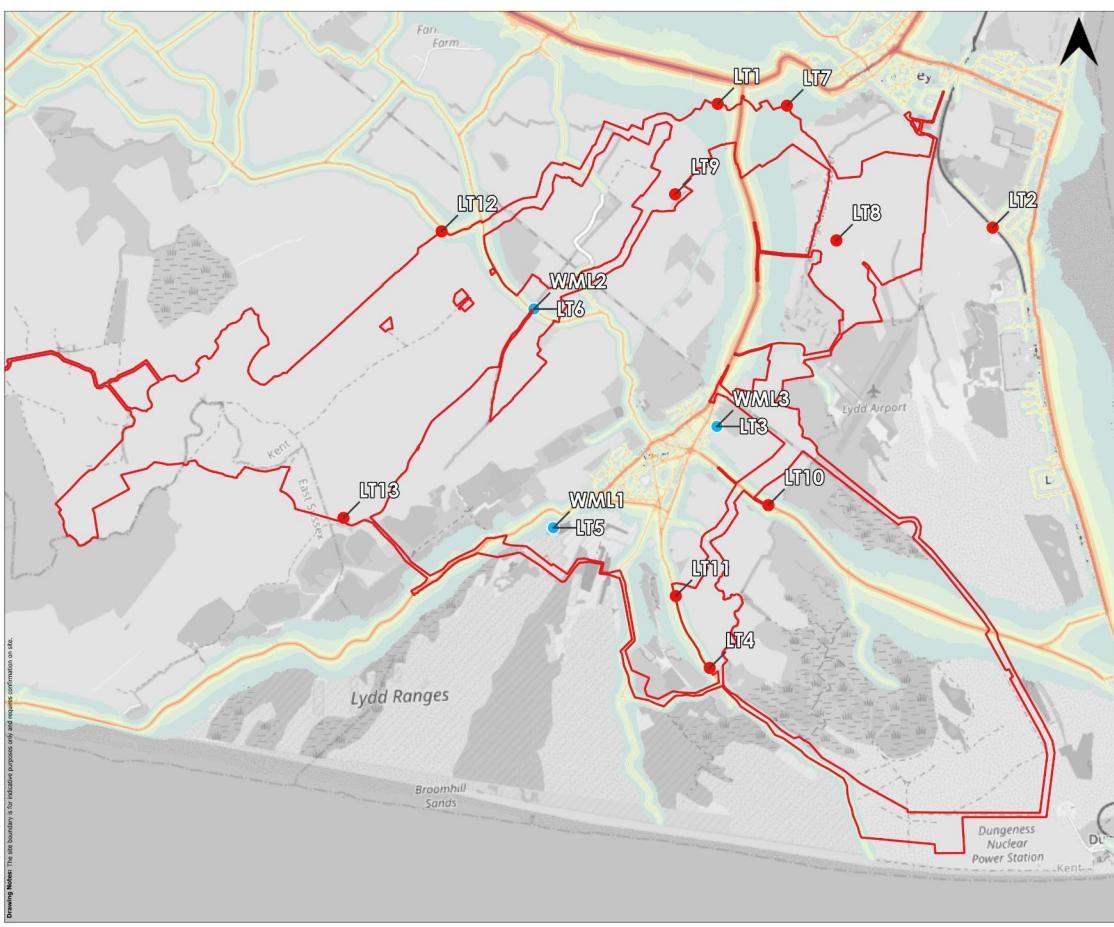 Farm
LT1
LT7
ey
LT9
LT12
LT8
LT2
WML2
LT6
Lydd Airport
WML3
LT3
Kent
East Sussex
LT13
LT10
WML1
LT5
L
LT11
LT4
Lydd Ranges
Broomhill
Sands
Dungeness
Nuclear
Power Station
Du
Kent
Drawing Notes: The site boundary is for indicative purposes only and requires confirmation on site.